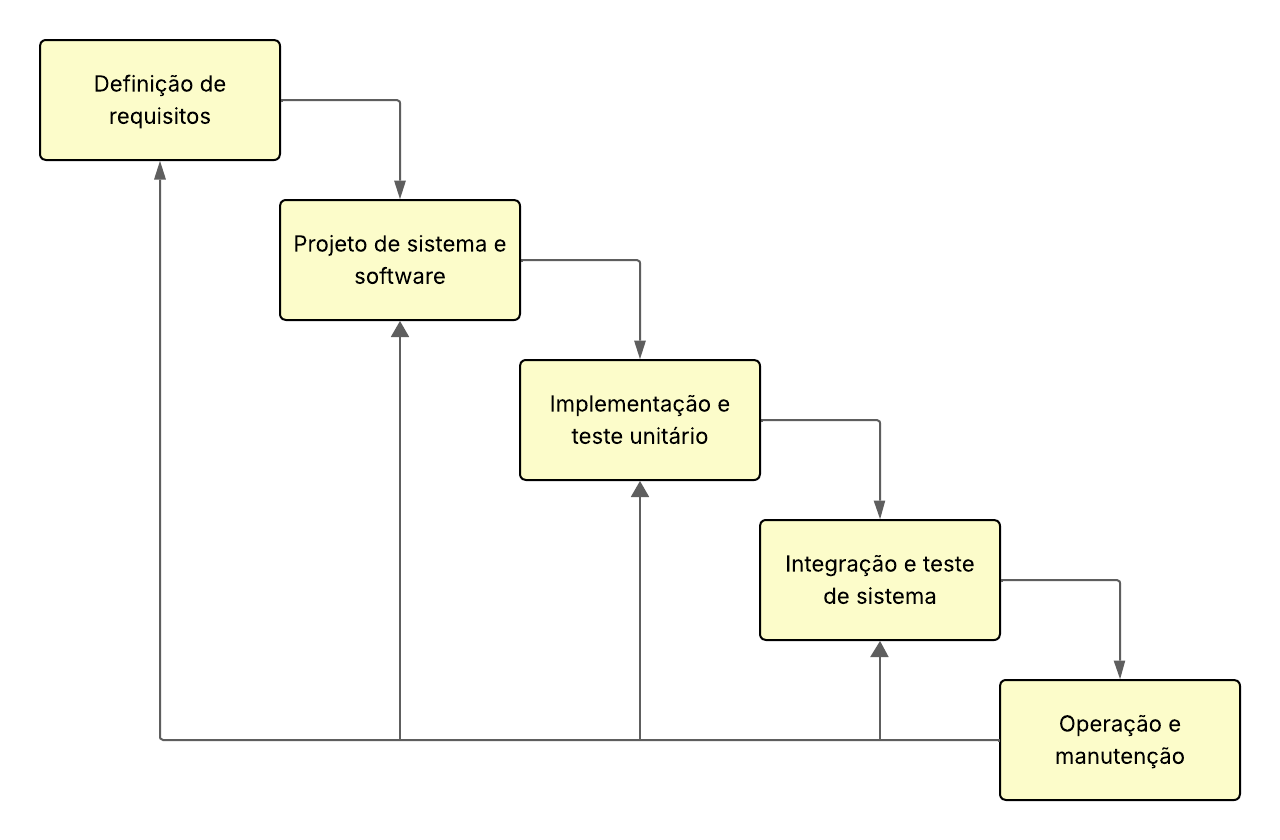 Definição de
requisitos
Projeto de sistema e
software
Implementação e
teste unitário
Integração e teste
de sistema
Operação e
manutenção